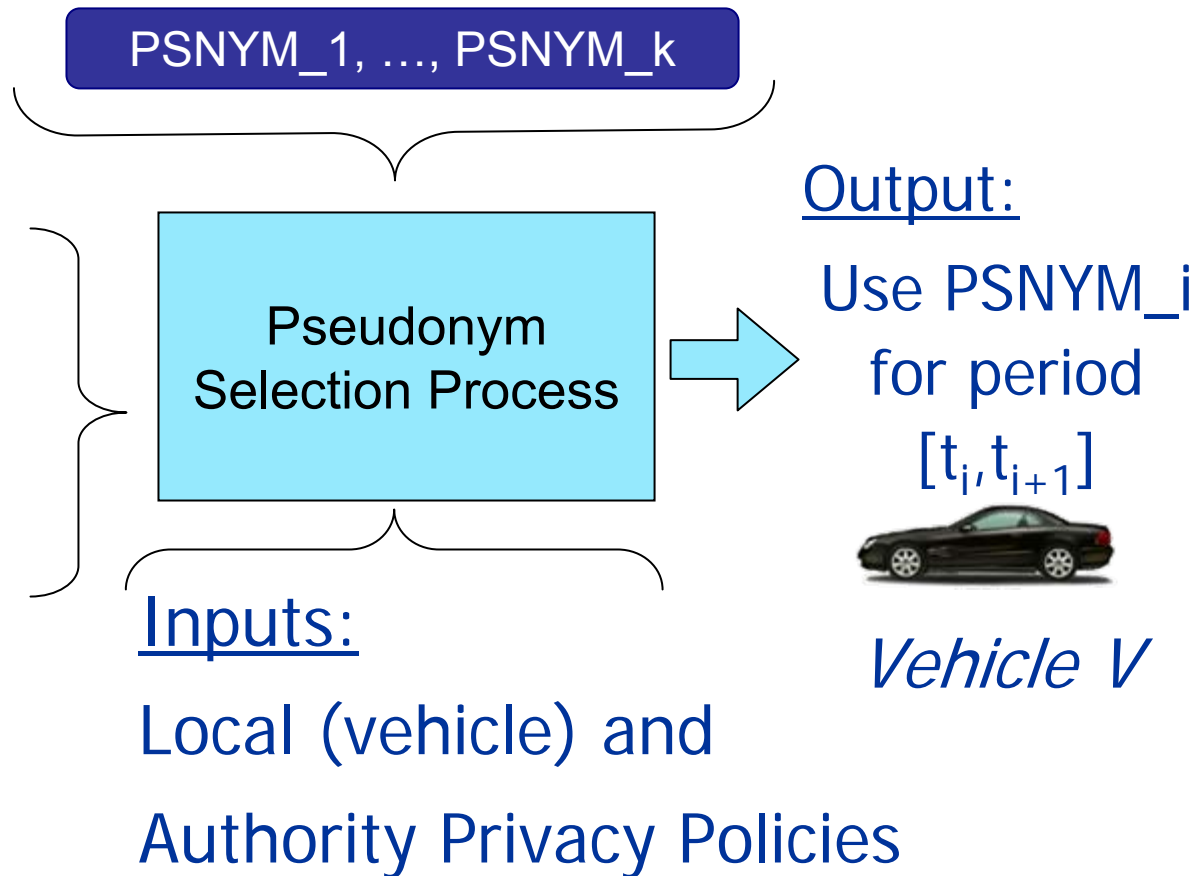 PSNYM_1, …, PSNYM_k
Pseudonym
Selection Process
Output:
Use PSNYM_i
for period
[tᵢ,tᵢ₊₁]
Vehicle V
Inputs:
Local (vehicle) and
Authority Privacy Policies